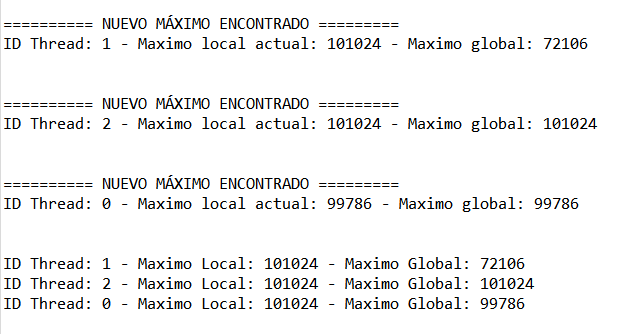 ========== NUEVO MÁXIMO ENCONTRADO =========
ID Thread: 1 - Maximo local actual: 101024 - Maximo global: 72106
========== NUEVO MÁXIMO ENCONTRADO =========
ID Thread: 2 - Maximo local actual: 101024 - Maximo global: 101024
========== NUEVO MÁXIMO ENCONTRADO =========
ID Thread: 0 - Maximo local actual: 99786 - Maximo global: 99786
ID Thread: 1 - Maximo Local: 101024 - Maximo Global: 72106
ID Thread: 2 - Maximo Local: 101024 - Maximo Global: 101024
ID Thread: 0 - Maximo Local: 101024 - Maximo Global: 99786